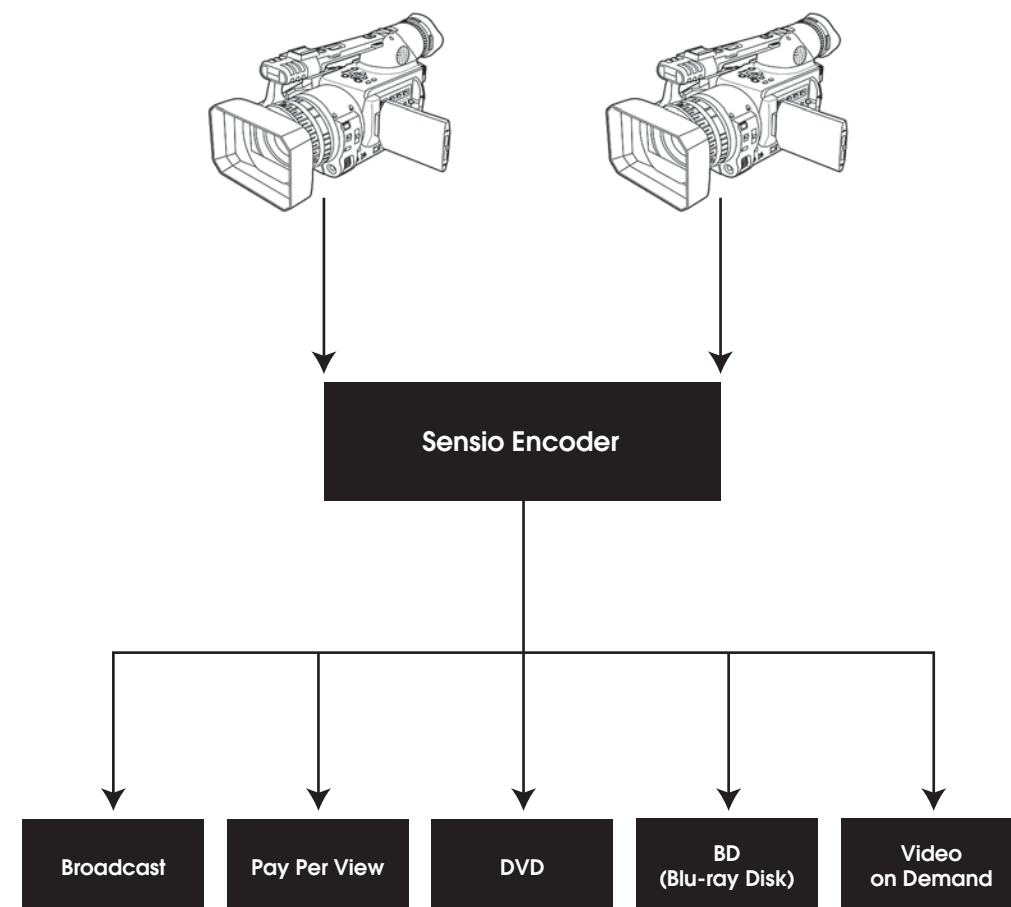 Sensio Encoder
Broadcast
Pay Per View
DVD
BD
(Blu-ray Disk)
Video
on Demand